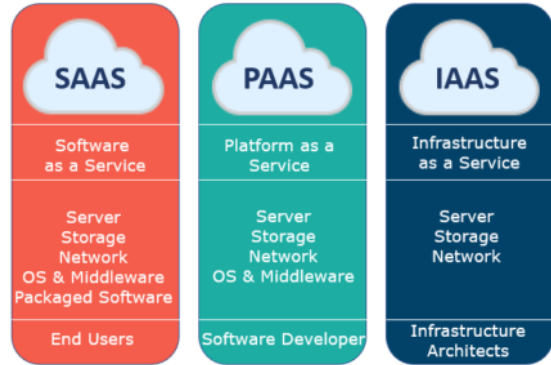 SAAS
Software
as a Service
Server
Storage
Network
OS & Middleware
Packaged Software
End Users
PAAS
Platform as a
Service
Server
Storage
Network
OS & Middleware
Software Developer
IAAS
Infrastructure
as a Service
Server
Storage
Network
Infrastructure
Architects